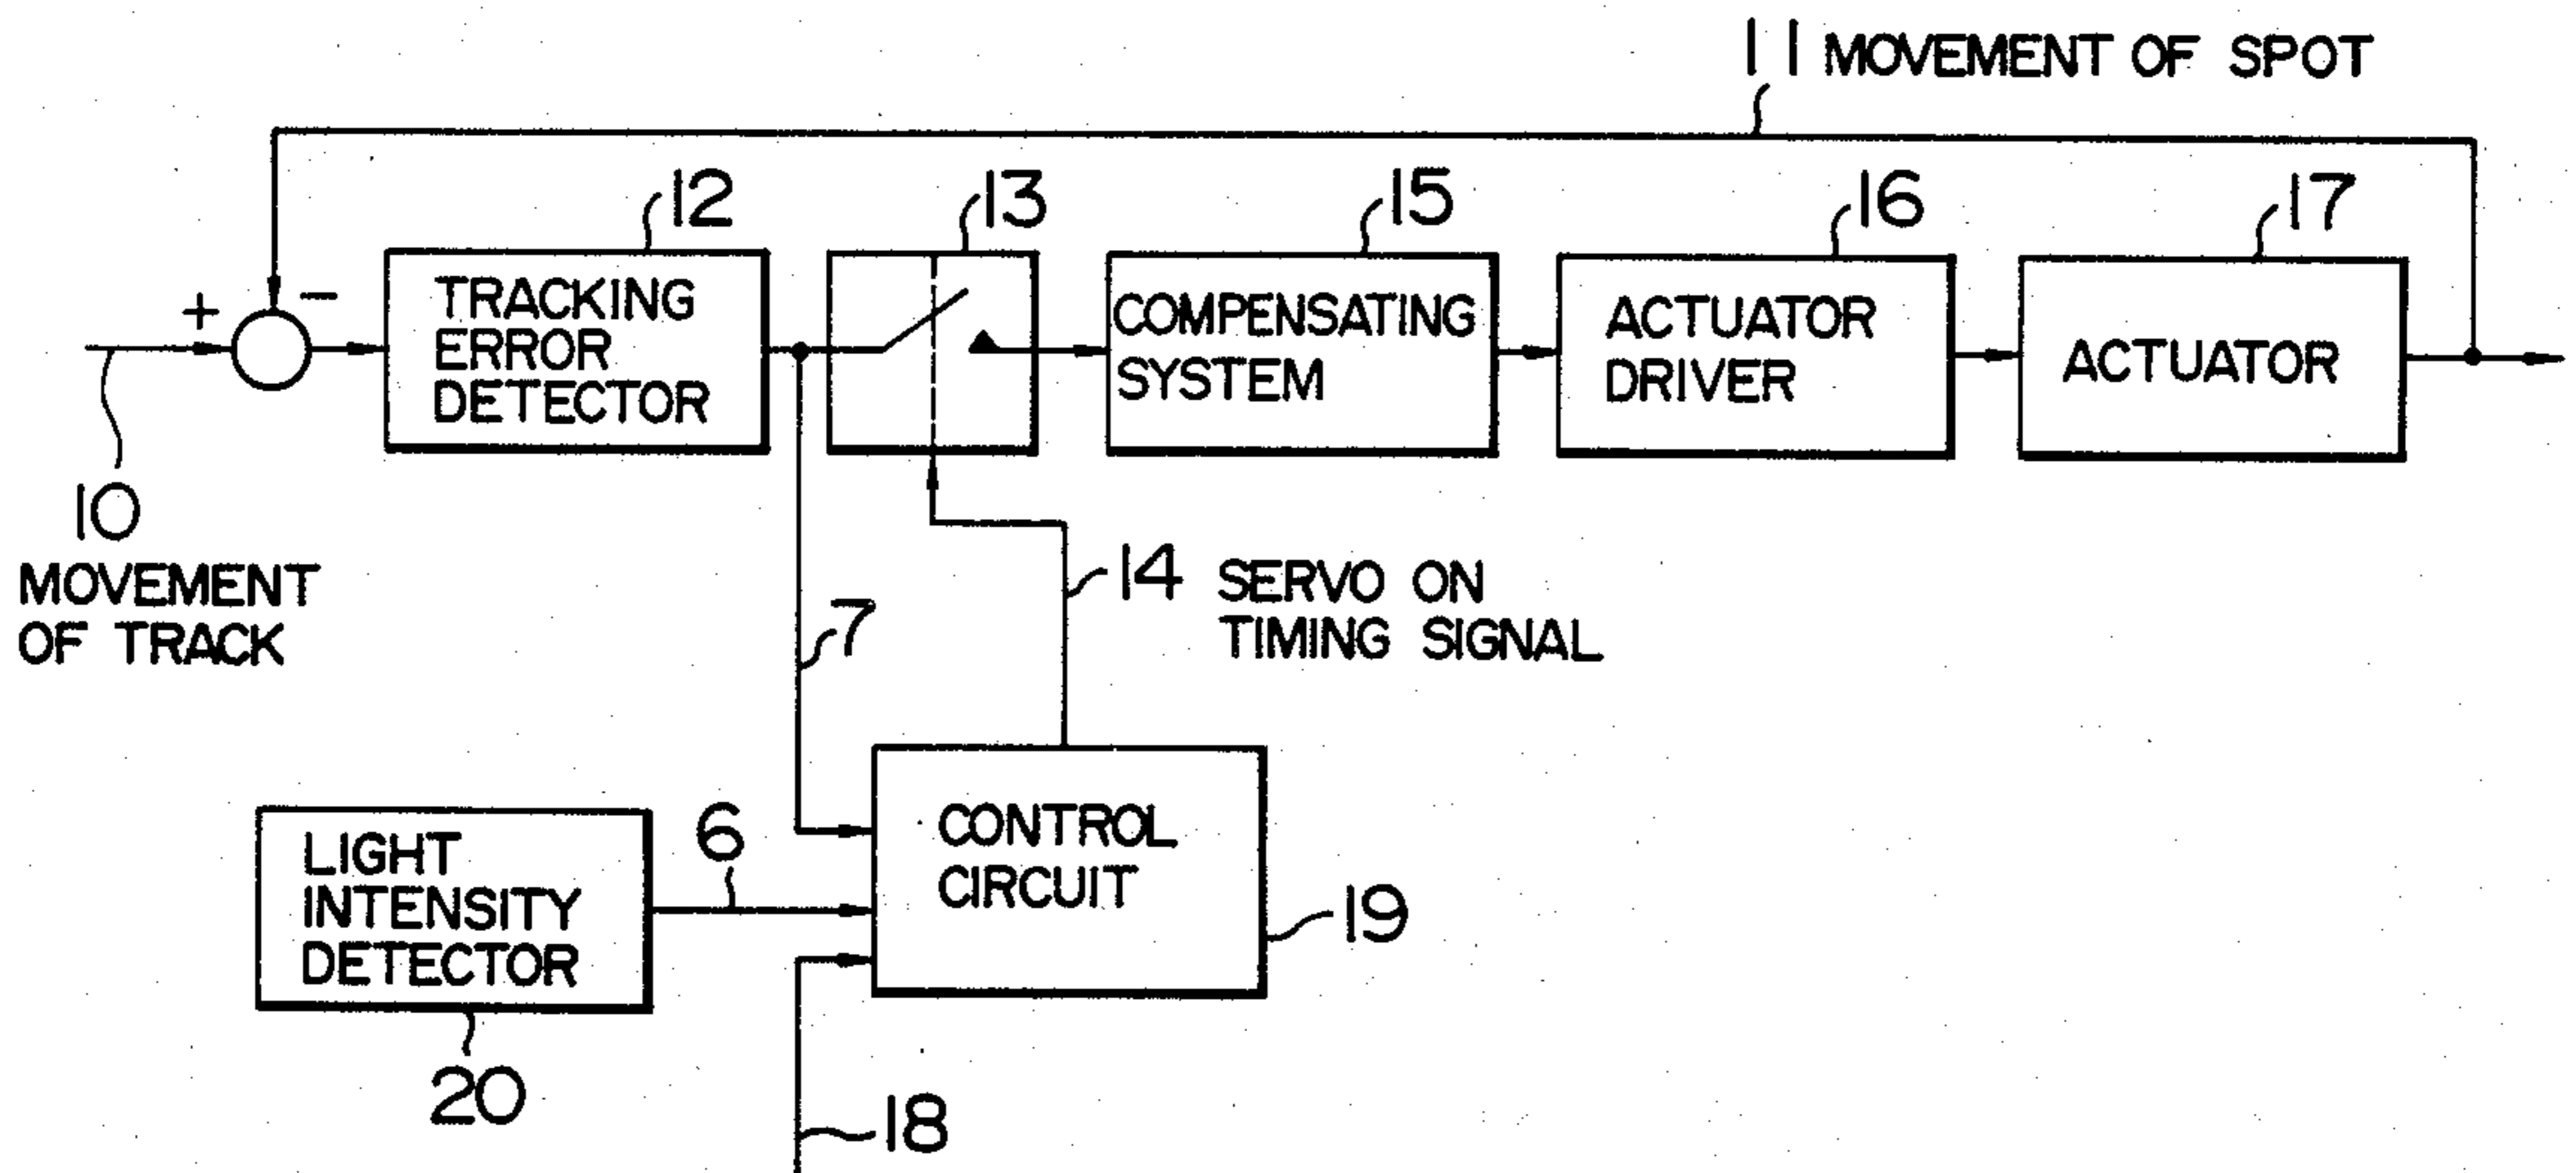 11 MOVEMENT OF SPOT
12
13
15
16
17
+
−
TRACKING
ERROR
DETECTOR
COMPENSATING
SYSTEM
ACTUATOR
DRIVER
ACTUATOR
10
MOVEMENT
OF TRACK
14 SERVO ON
TIMING SIGNAL
7
6
LIGHT
INTENSITY
DETECTOR
CONTROL
CIRCUIT
19
20
18